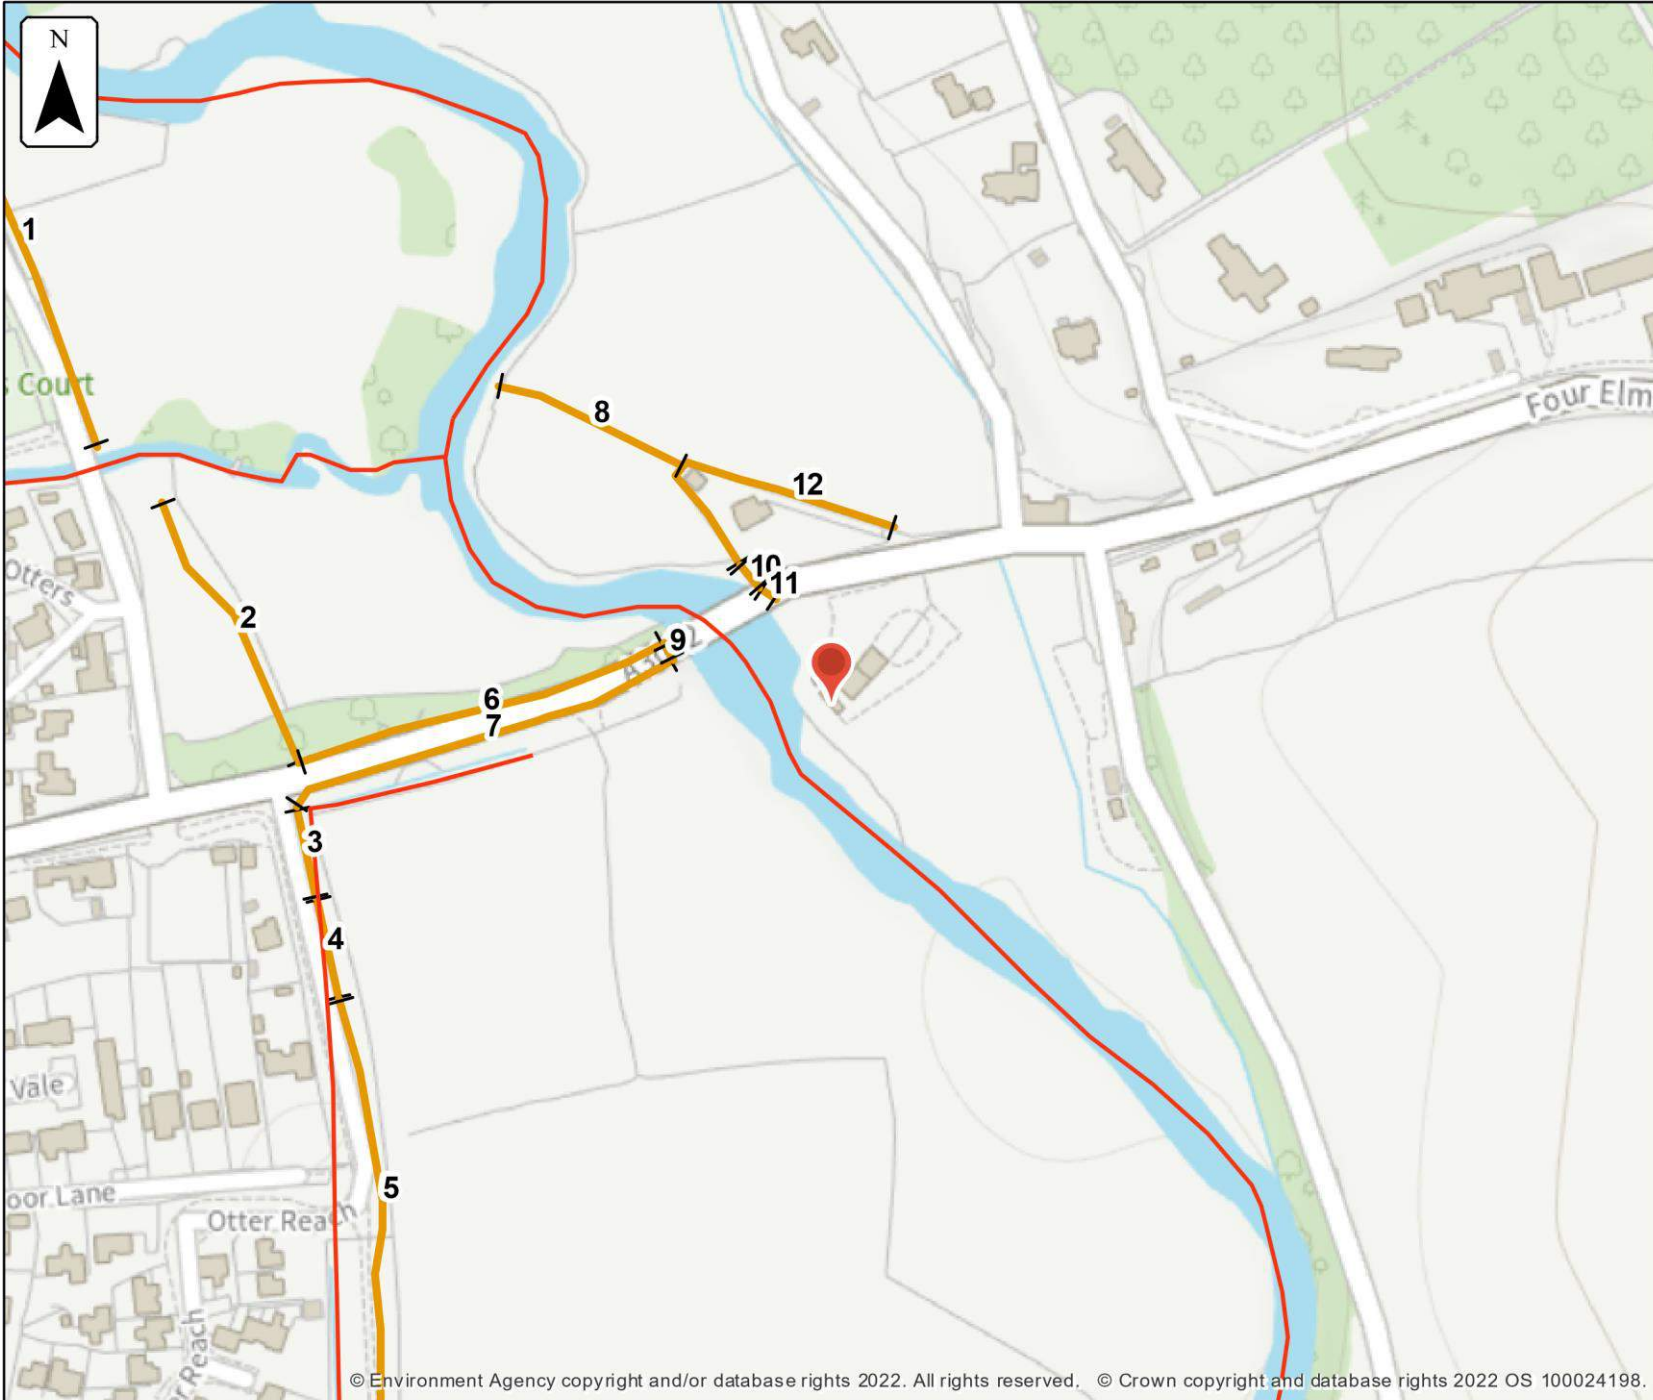 N
1
s Court
8
12
Four Elm
10
11
Otters
2
9
6
7
3
4
Vale
5
oor Lane
Otter Reach
r Reach
© Environment Agency copyright and/or database rights 2022. All rights reserved. © Crown copyright and database rights 2022 OS 100024198.